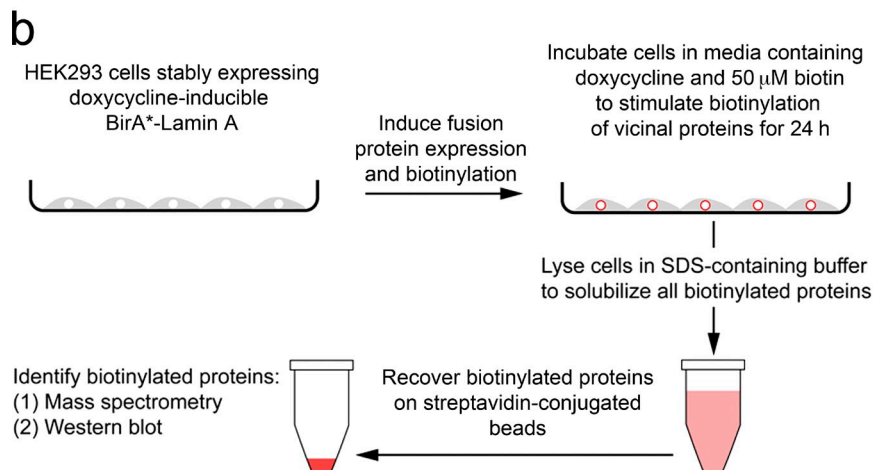 b
HEK293 cells stably expressing
doxycycline-inducible
BirA*-Lamin A
Induce fusion
protein expression
and biotinylation
Incubate cells in media containing
doxycycline and 50 μM biotin
to stimulate biotinylation
of vicinal proteins for 24 h
Lyse cells in SDS-containing buffer
to solubilize all biotinylated proteins
Recover biotinylated proteins
on streptavidin-conjugated
beads
Identify biotinylated proteins:
(1) Mass spectrometry
(2) Western blot